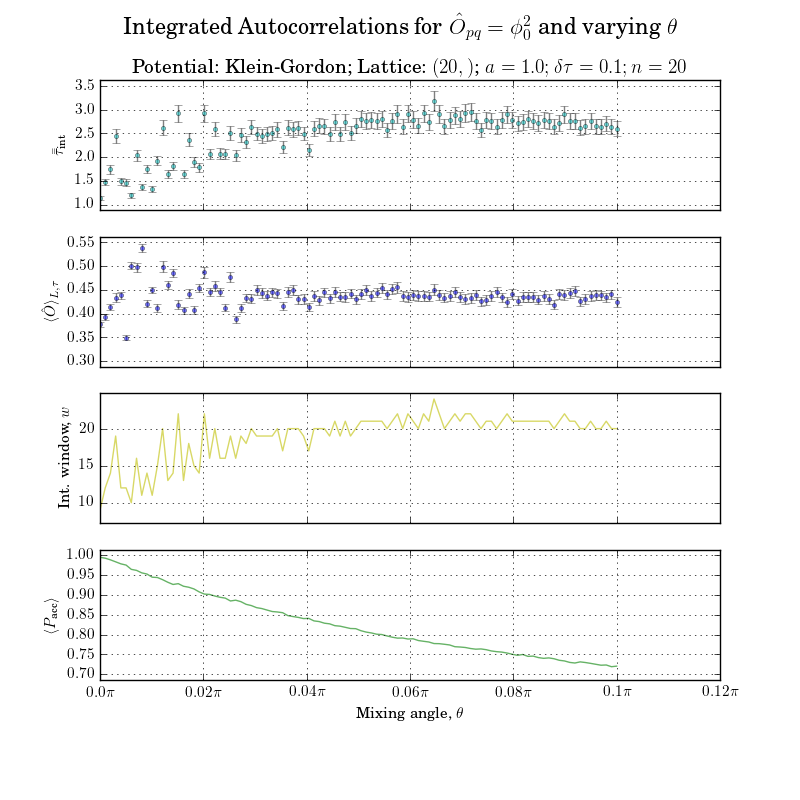 Integrated Autocorrelations for $\hat{O}_{pq} = \phi_0^2$ and varying $\theta$
Potential: Klein-Gordon; Lattice: (20, ); $a = 1.0$; $\delta\tau = 0.1$; $n = 20$
3.5
3.0
2.5
2.0
1.5
1.0
$\bar{\bar{\tau}}_{\text{int}}$
0.55
0.50
0.45
0.40
0.35
0.30
$\langle \hat{O} \rangle_{L,\tau}$
20
15
10
Int. window, $w$
1.00
0.95
0.90
0.85
0.80
0.75
0.70
$\langle P_{\text{acc}} \rangle$
0.0π 0.02π 0.04π 0.06π 0.08π 0.1π 0.12π
Mixing angle, $\theta$